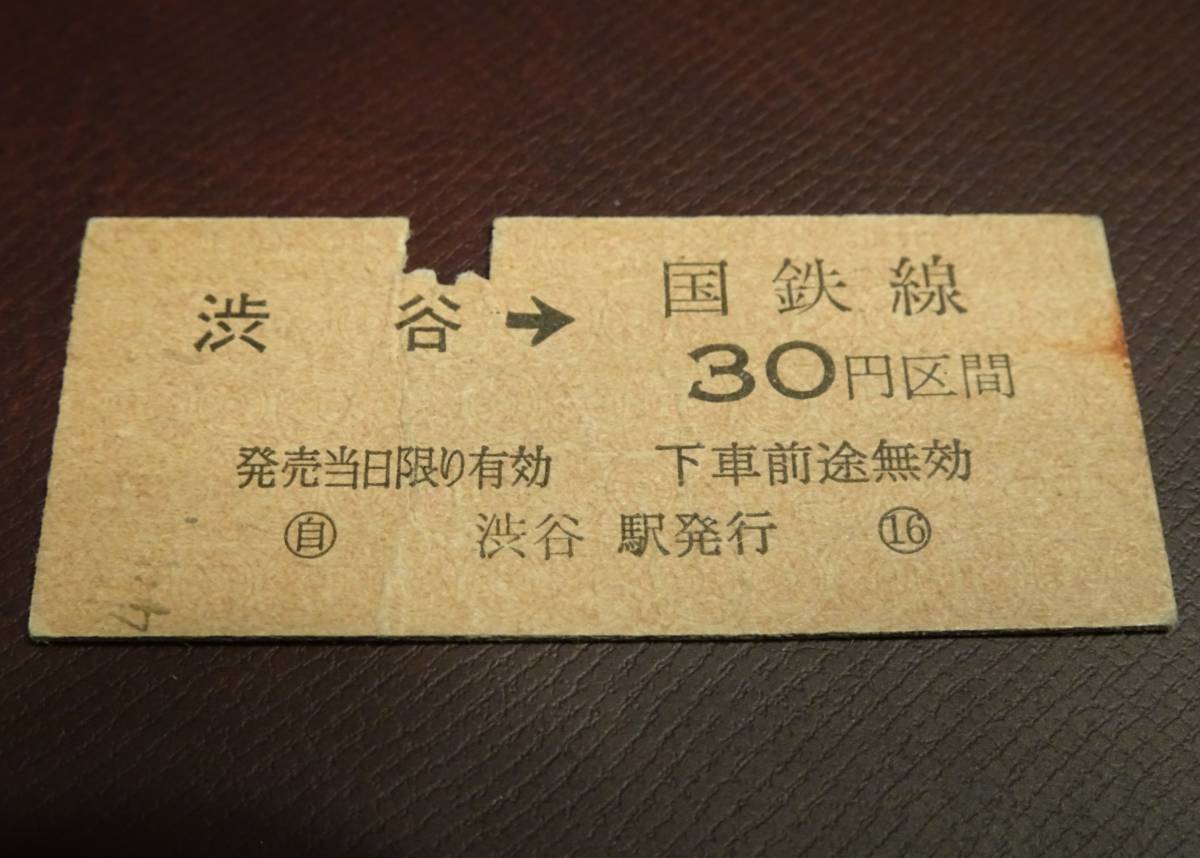 渋谷→国鉄線
30円区間
発売当日限り有効 下車前途無効
㊂自 渋谷駅発行 ⑯